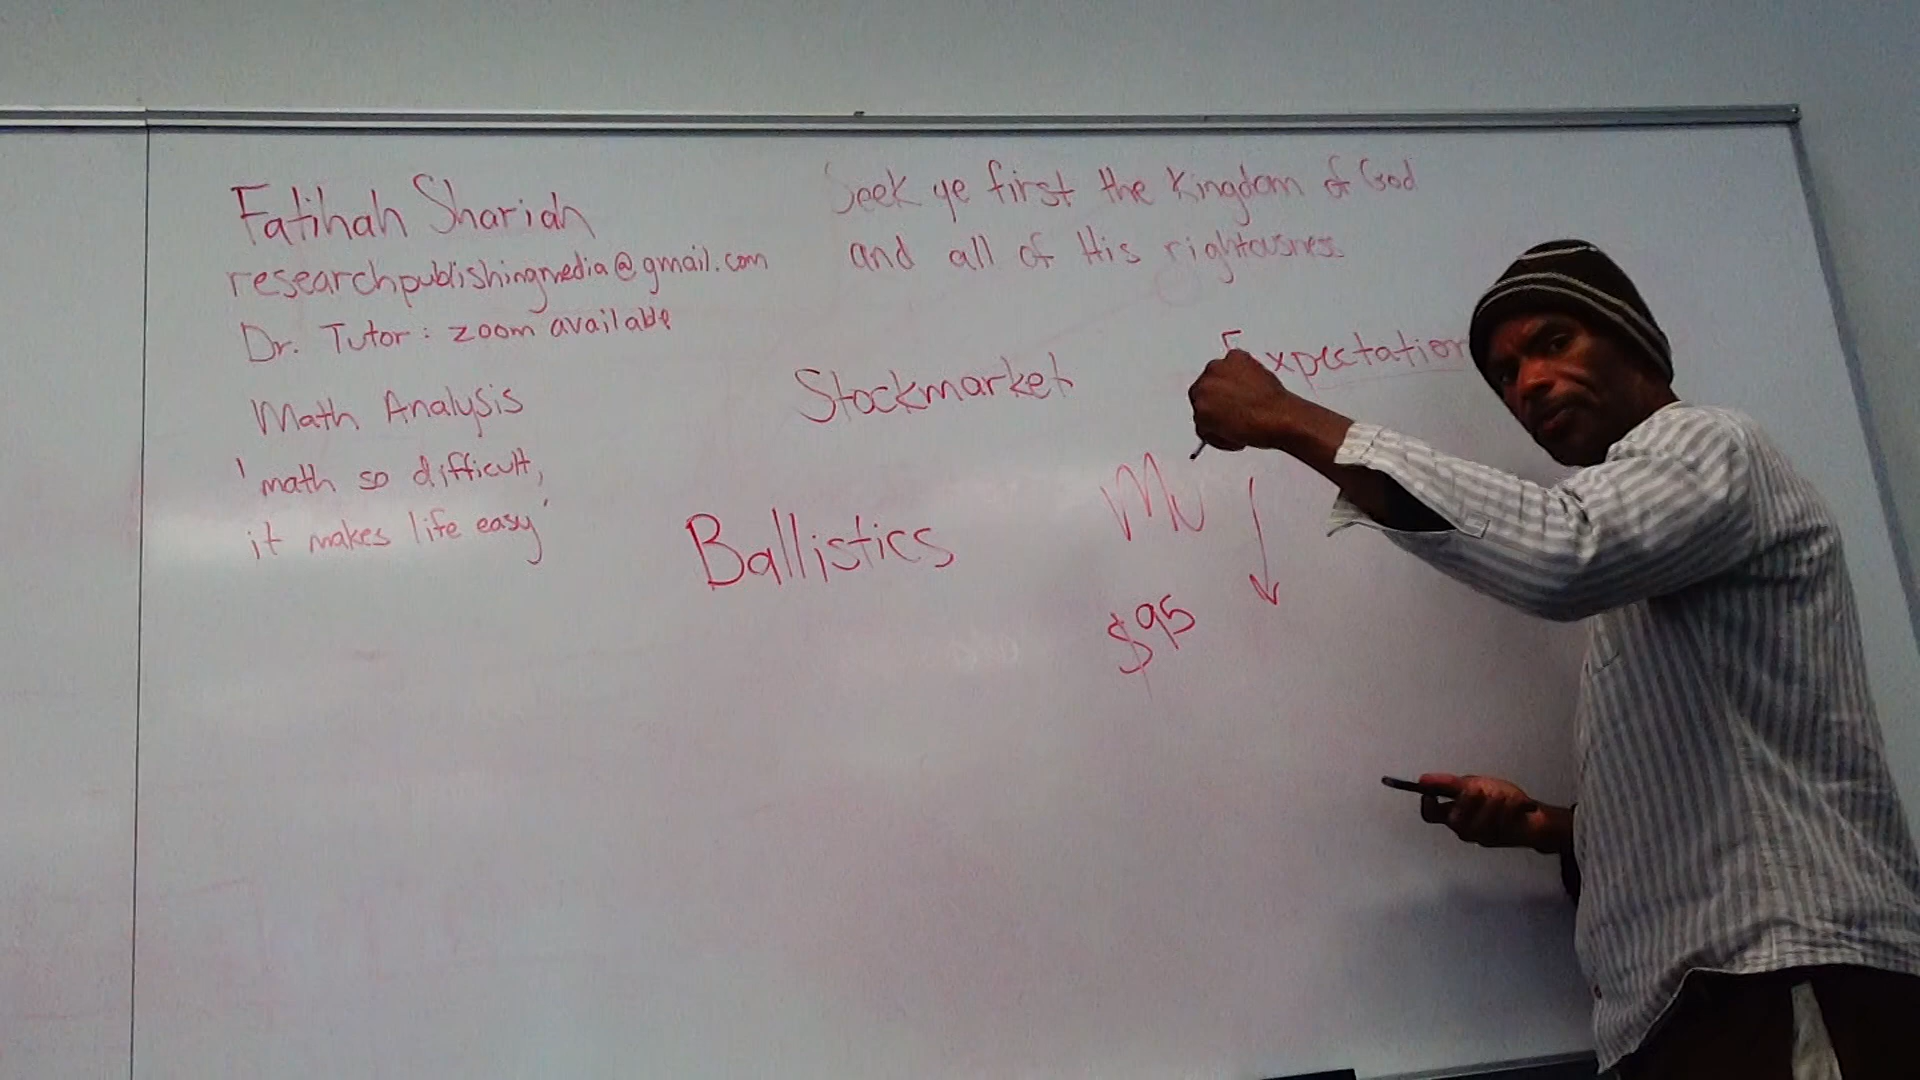 Fatihah Shariah
researchpublishingmedia@gmail.com
Dr. Tutor: zoom available
Math Analysis
'math so difficult,
it makes life easy'
Seek ye first the Kingdom of God
and all of His rightousness
Stockmarket
Expectation
Ballistics
$95